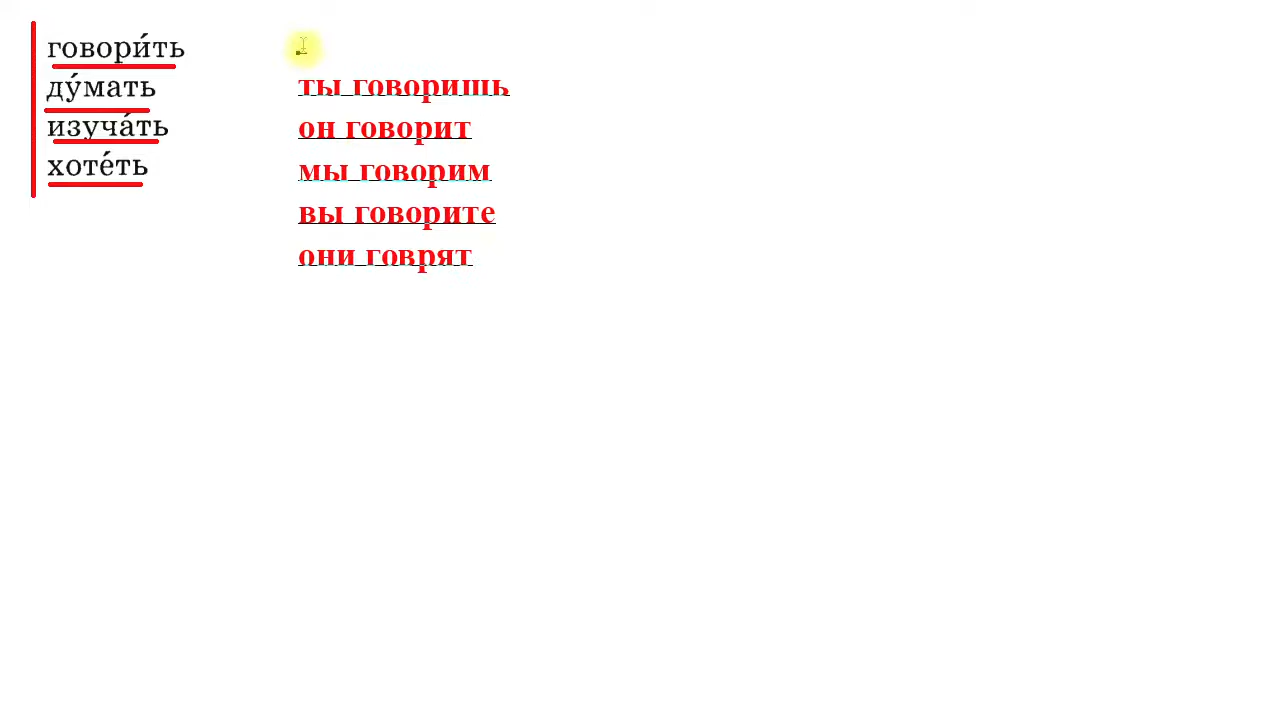 говори́ть
ду́мать
изуча́ть
хоте́ть
ты говоришь
он говорит
мы говорим
вы говорите
они говрят